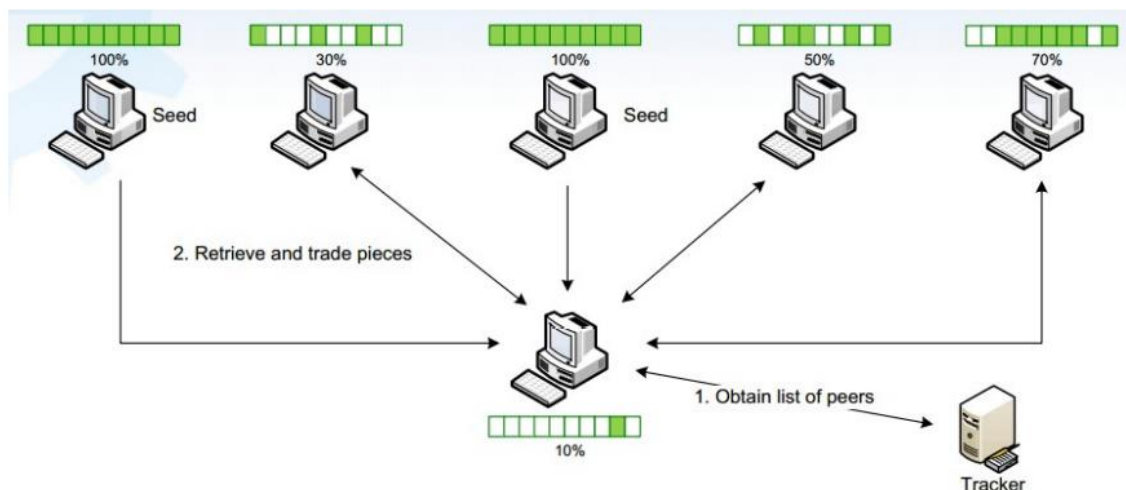 100%
30%
100%
50%
70%
Seed
Seed
2. Retrieve and trade pieces
1. Obtain list of peers
10%
Tracker